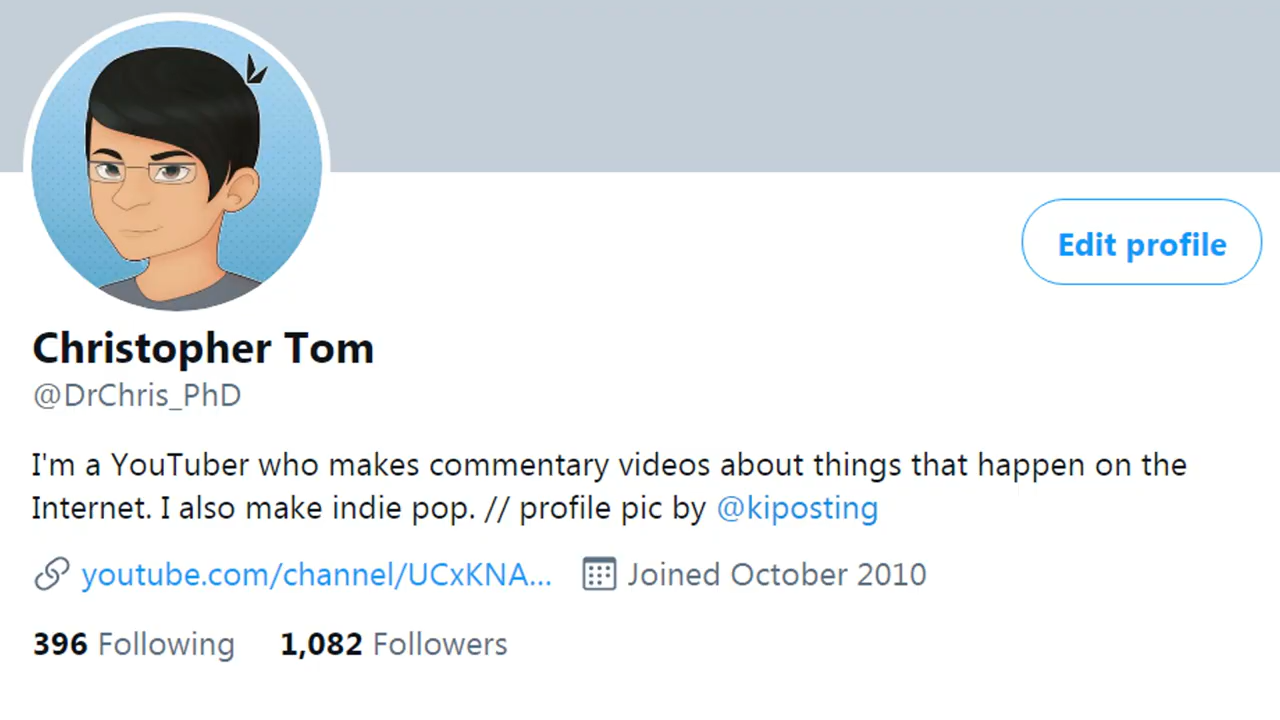 Edit profile
Christopher Tom
@DrChris_PhD
I'm a YouTuber who makes commentary videos about things that happen on the
Internet. I also make indie pop. // profile pic by @kiposting
youtube.com/channel/UCxKNA... Joined October 2010
396 Following 1,082 Followers